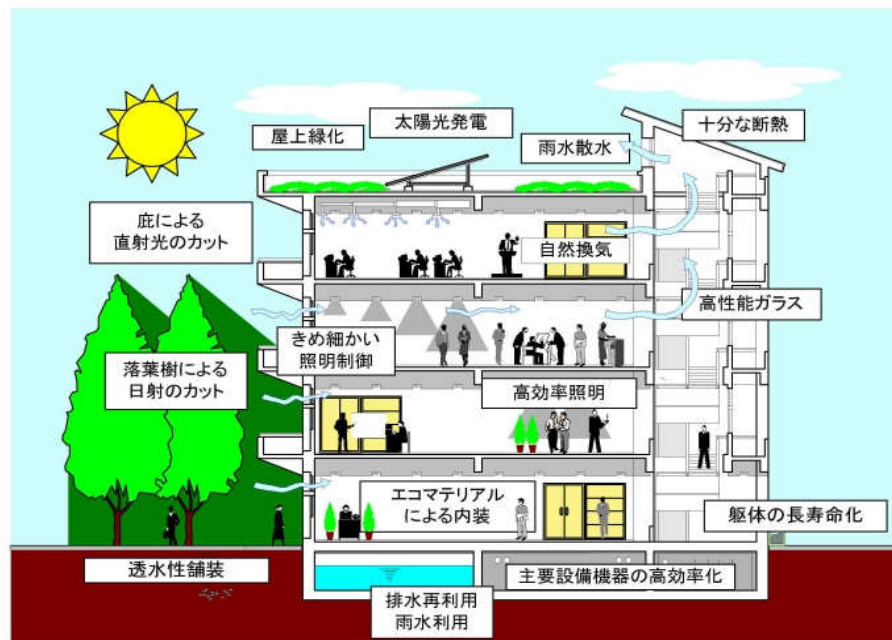 太陽光発電
屋上緑化
雨水散水
十分な断熱
庇による
直射光のカット
自然換気
高性能ガラス
きめ細かい
照明制御
落葉樹による
日射のカット
高効率照明
エコマテリアル
による内装
躯体の長寿命化
透水性舗装
主要設備機器の高効率化
排水再利用
雨水利用